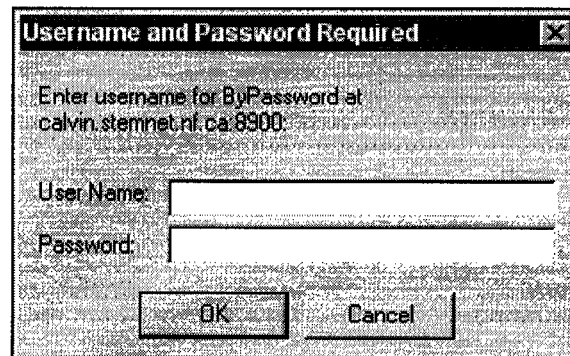 Username and Password Required
Enter username for ByPassword at
calvin.stemnet.nf.ca:8900:
User Name:
Password:
OK
Cancel